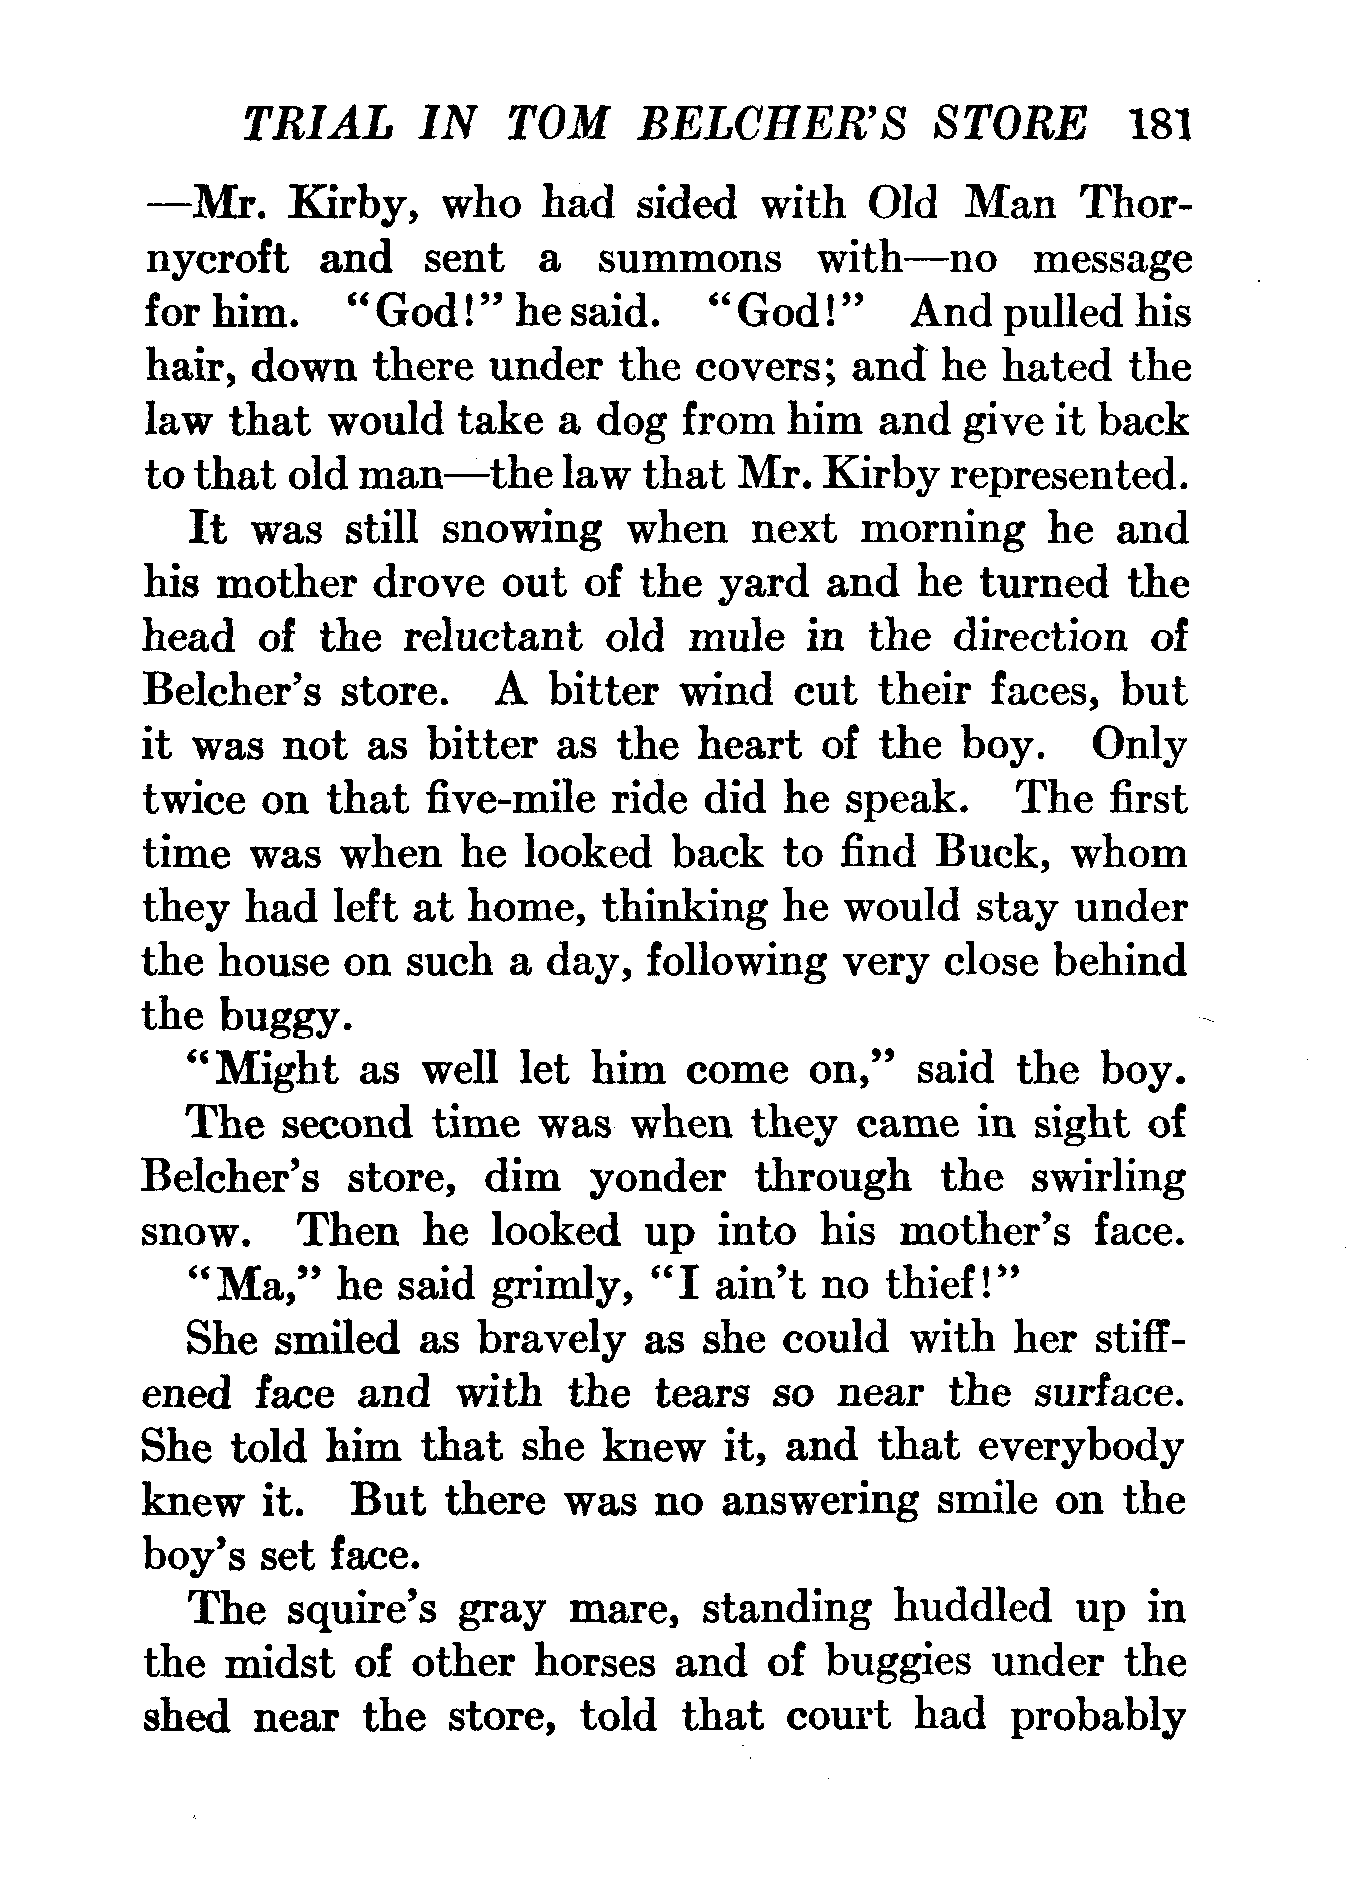 TRIAL IN TOM BELCHER'S STORE 181
—Mr. Kirby, who had sided with Old Man Thor-
nycroft and sent a summons with—no message
for him. "God!" he said. "God!" And pulled his
hair, down there under the covers; and he hated the
law that would take a dog from him and give it back
to that old man—the law that Mr. Kirby represented.
It was still snowing when next morning he and
his mother drove out of the yard and he turned the
head of the reluctant old mule in the direction of
Belcher's store. A bitter wind cut their faces, but
it was not as bitter as the heart of the boy. Only
twice on that five-mile ride did he speak. The first
time was when he looked back to find Buck, whom
they had left at home, thinking he would stay under
the house on such a day, following very close behind
the buggy.
"Might as well let him come on," said the boy.
The second time was when they came in sight of
Belcher's store, dim yonder through the swirling
snow. Then he looked up into his mother's face.
"Ma," he said grimly, "I ain't no thief!"
She smiled as bravely as she could with her stiff-
ened face and with the tears so near the surface.
She told him that she knew it, and that everybody
knew it. But there was no answering smile on the
boy's set face.
The squire's gray mare, standing huddled up in
the midst of other horses and of buggies under the
shed near the store, told that court had probably